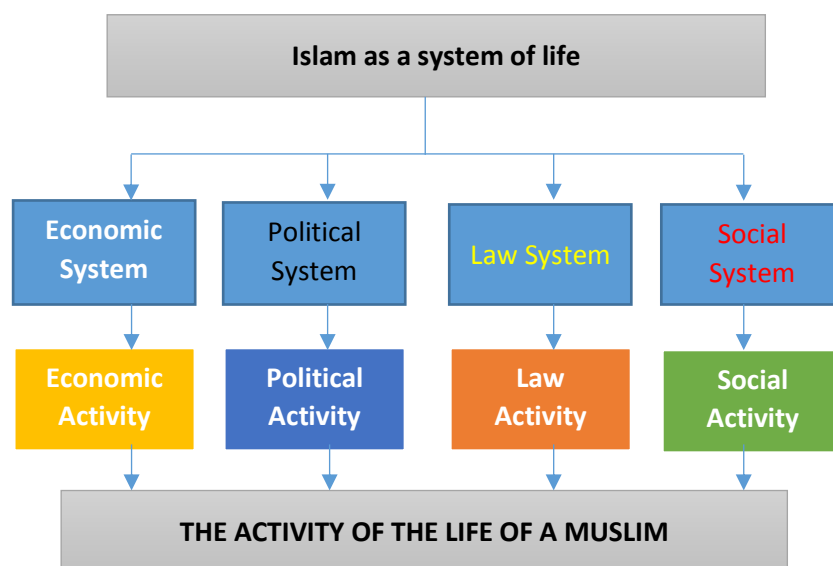 Islam as a system of life
Economic
System
Political
System
Law System
Social
System
Economic
Activity
Political
Activity
Law
Activity
Social
Activity
THE ACTIVITY OF THE LIFE OF A MUSLIM